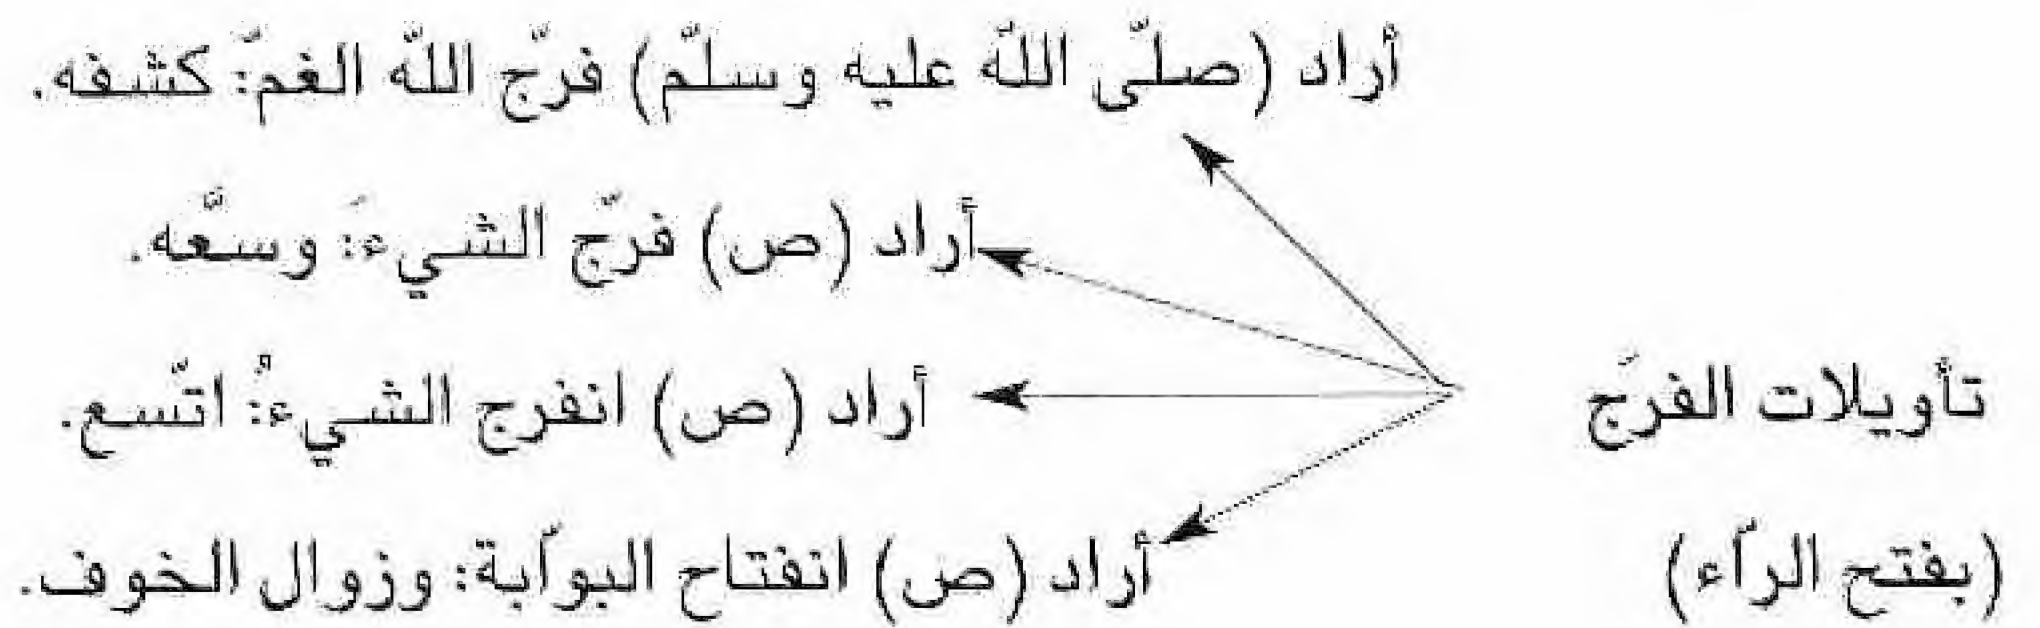 أراد (صلّى اللّه عليه وسلّم) فرّج اللّه الغمّ: كشفه.
أراد (ص) فرّج الشيءَ: وسّعه.
تأويلات الفرَج
أراد (ص) انفرج الشيءُ: اتّسع.
(بفتح الرّاء)
أراد (ص) انفتاح البوّابة: وزوال الخوف.